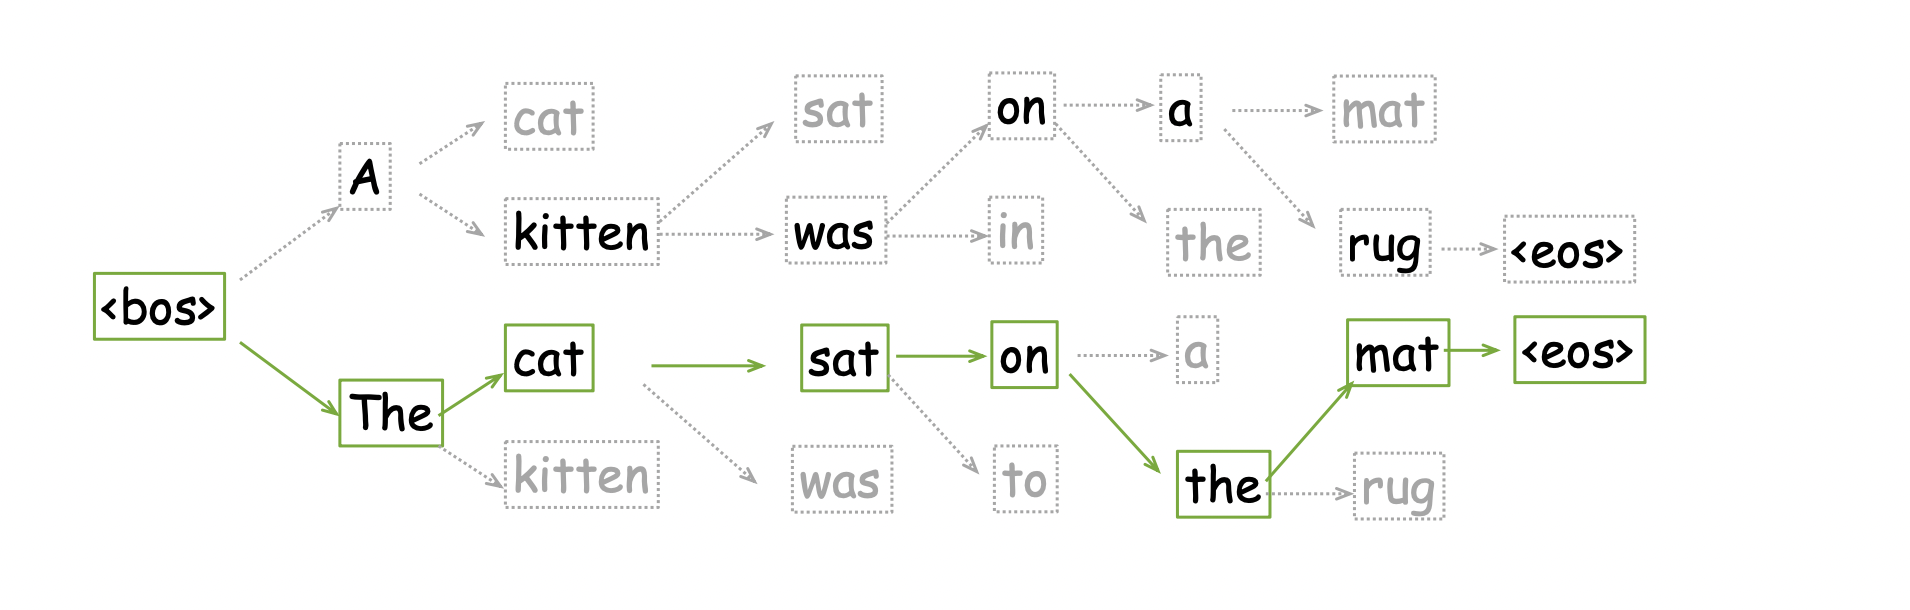 cat sat on a mat
A
kitten was in the rug <eos>
<bos>
cat sat on a mat <eos>
The
kitten was to the rug